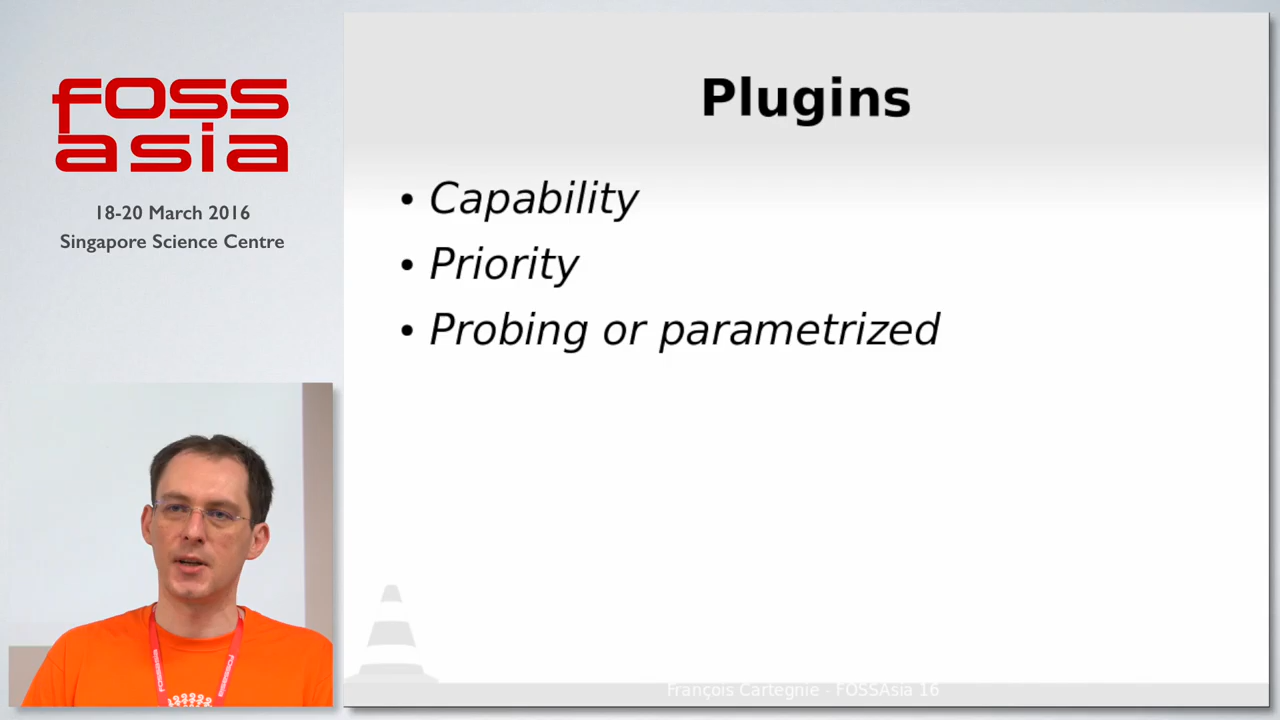 foss
asia
18-20 March 2016
Singapore Science Centre
Plugins
• Capability
• Priority
• Probing or parametrized
François Cartegnie - FOSSAsia 16